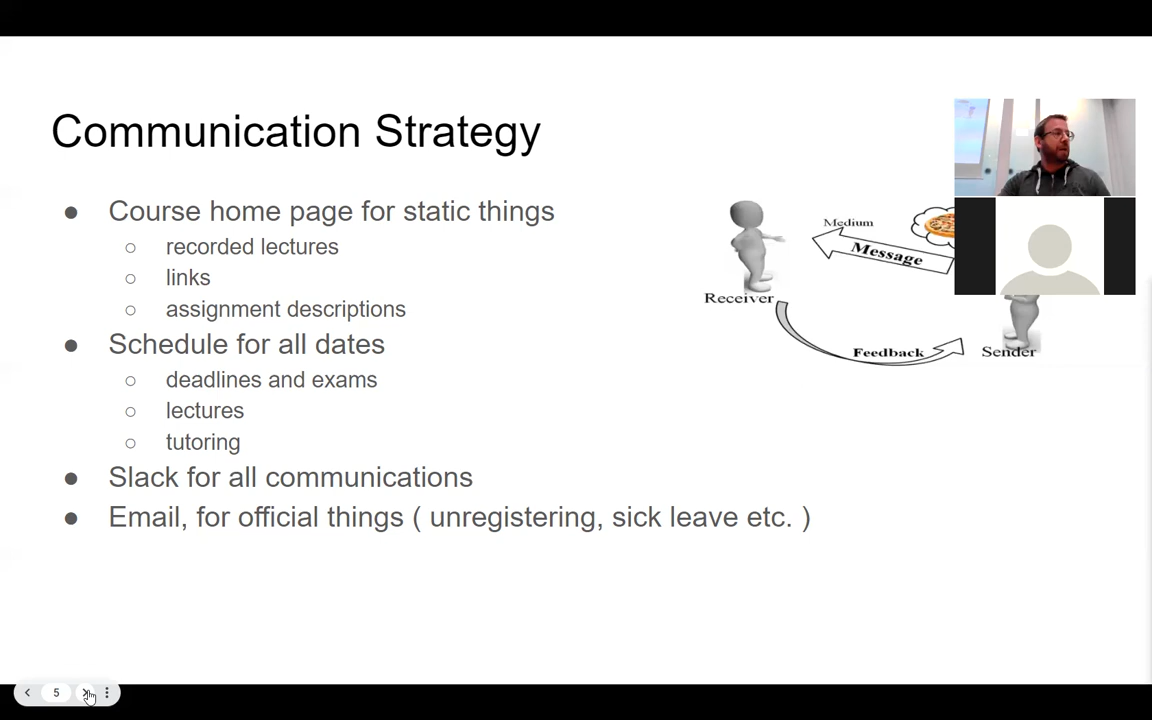 Communication Strategy
● Course home page for static things
○ recorded lectures
○ links
○ assignment descriptions
● Schedule for all dates
○ deadlines and exams
○ lectures
○ tutoring
● Slack for all communications
● Email, for official things ( unregistering, sick leave etc. )
Medium
Message
Receiver
Feedback
Sender
5